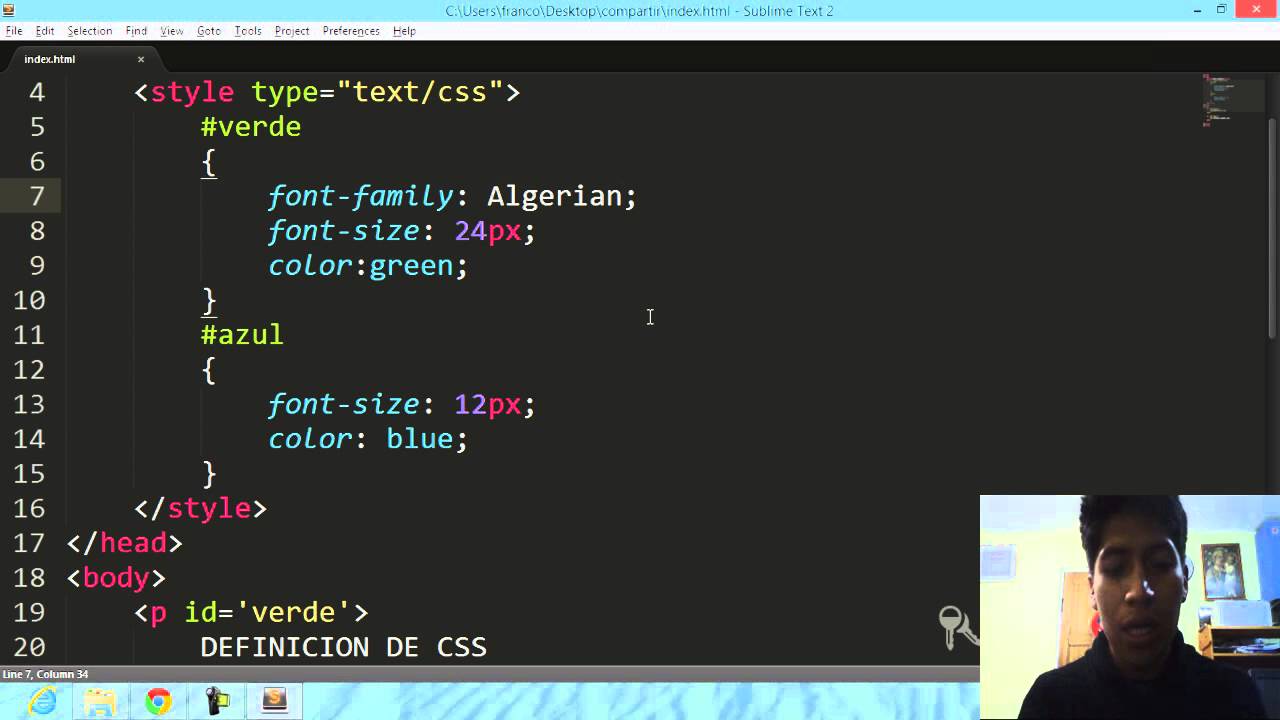 C:\Users\franco\Desktop\compartir\index.html - Sublime Text 2
File Edit Selection Find View Goto Tools Project Preferences Help
index.html ×
4 <style type="text/css">
5 #verde
6 {
7 font-family: Algerian;
8 font-size: 24px;
9 color:green;
10 }
11 #azul
12 {
13 font-size: 12px;
14 color: blue;
15 }
16 </style>
17 </head>
18 <body>
19 <p id='verde'>
20 DEFINICION DE CSS
Line 7, Column 34